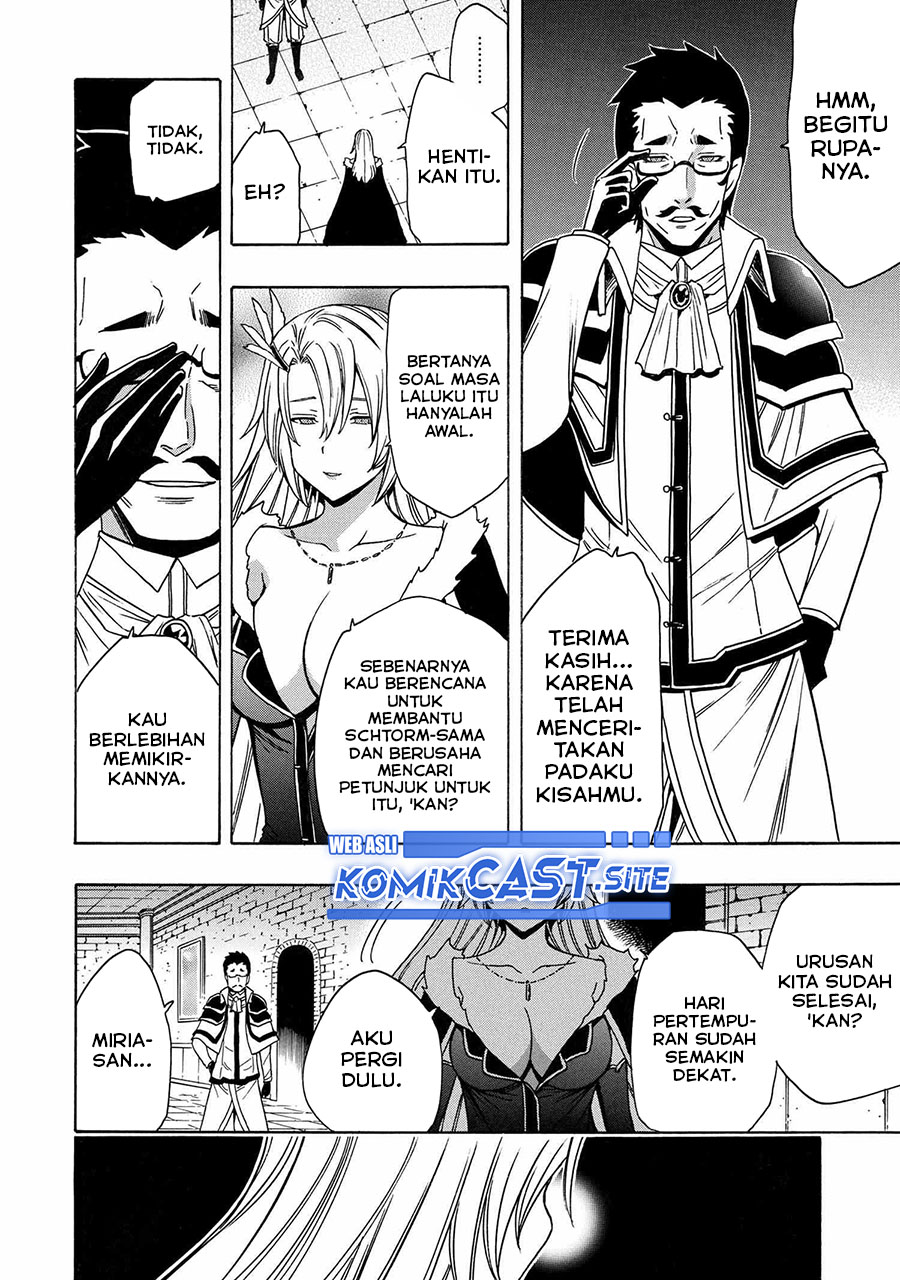 HMM,
BEGITU
RUPA-
NYA.
TERIMA
KASIH...
KARENA
TELAH
MENCERI-
TAKAN
PADAKU
KISAHMU.
.........
HENTI-
KAN ITU.
EH?
BERTANYA
SOAL MASA
LALUKU ITU
HANYALAH
AWAL.
SEBENARNYA
KAU BERENCANA
UNTUK
MEMBANTU
SCHTORM-SAMA
DAN BERUSAHA
MENCARI
PETUNJUK UNTUK
ITU, 'KAN?
TIDAK,
TIDAK.
KAU
BERLEBIHAN
MEMIKIR-
KANNYA.
WEB ASLI
KOMIKCAST.SITE
URUSAN
KITA SUDAH
SELESAI,
'KAN?
HARI
PERTEMPU-
RAN SUDAH
SEMAKIN
DEKAT.
AKU
PERGI
DULU.
MIRIA-
SAN...